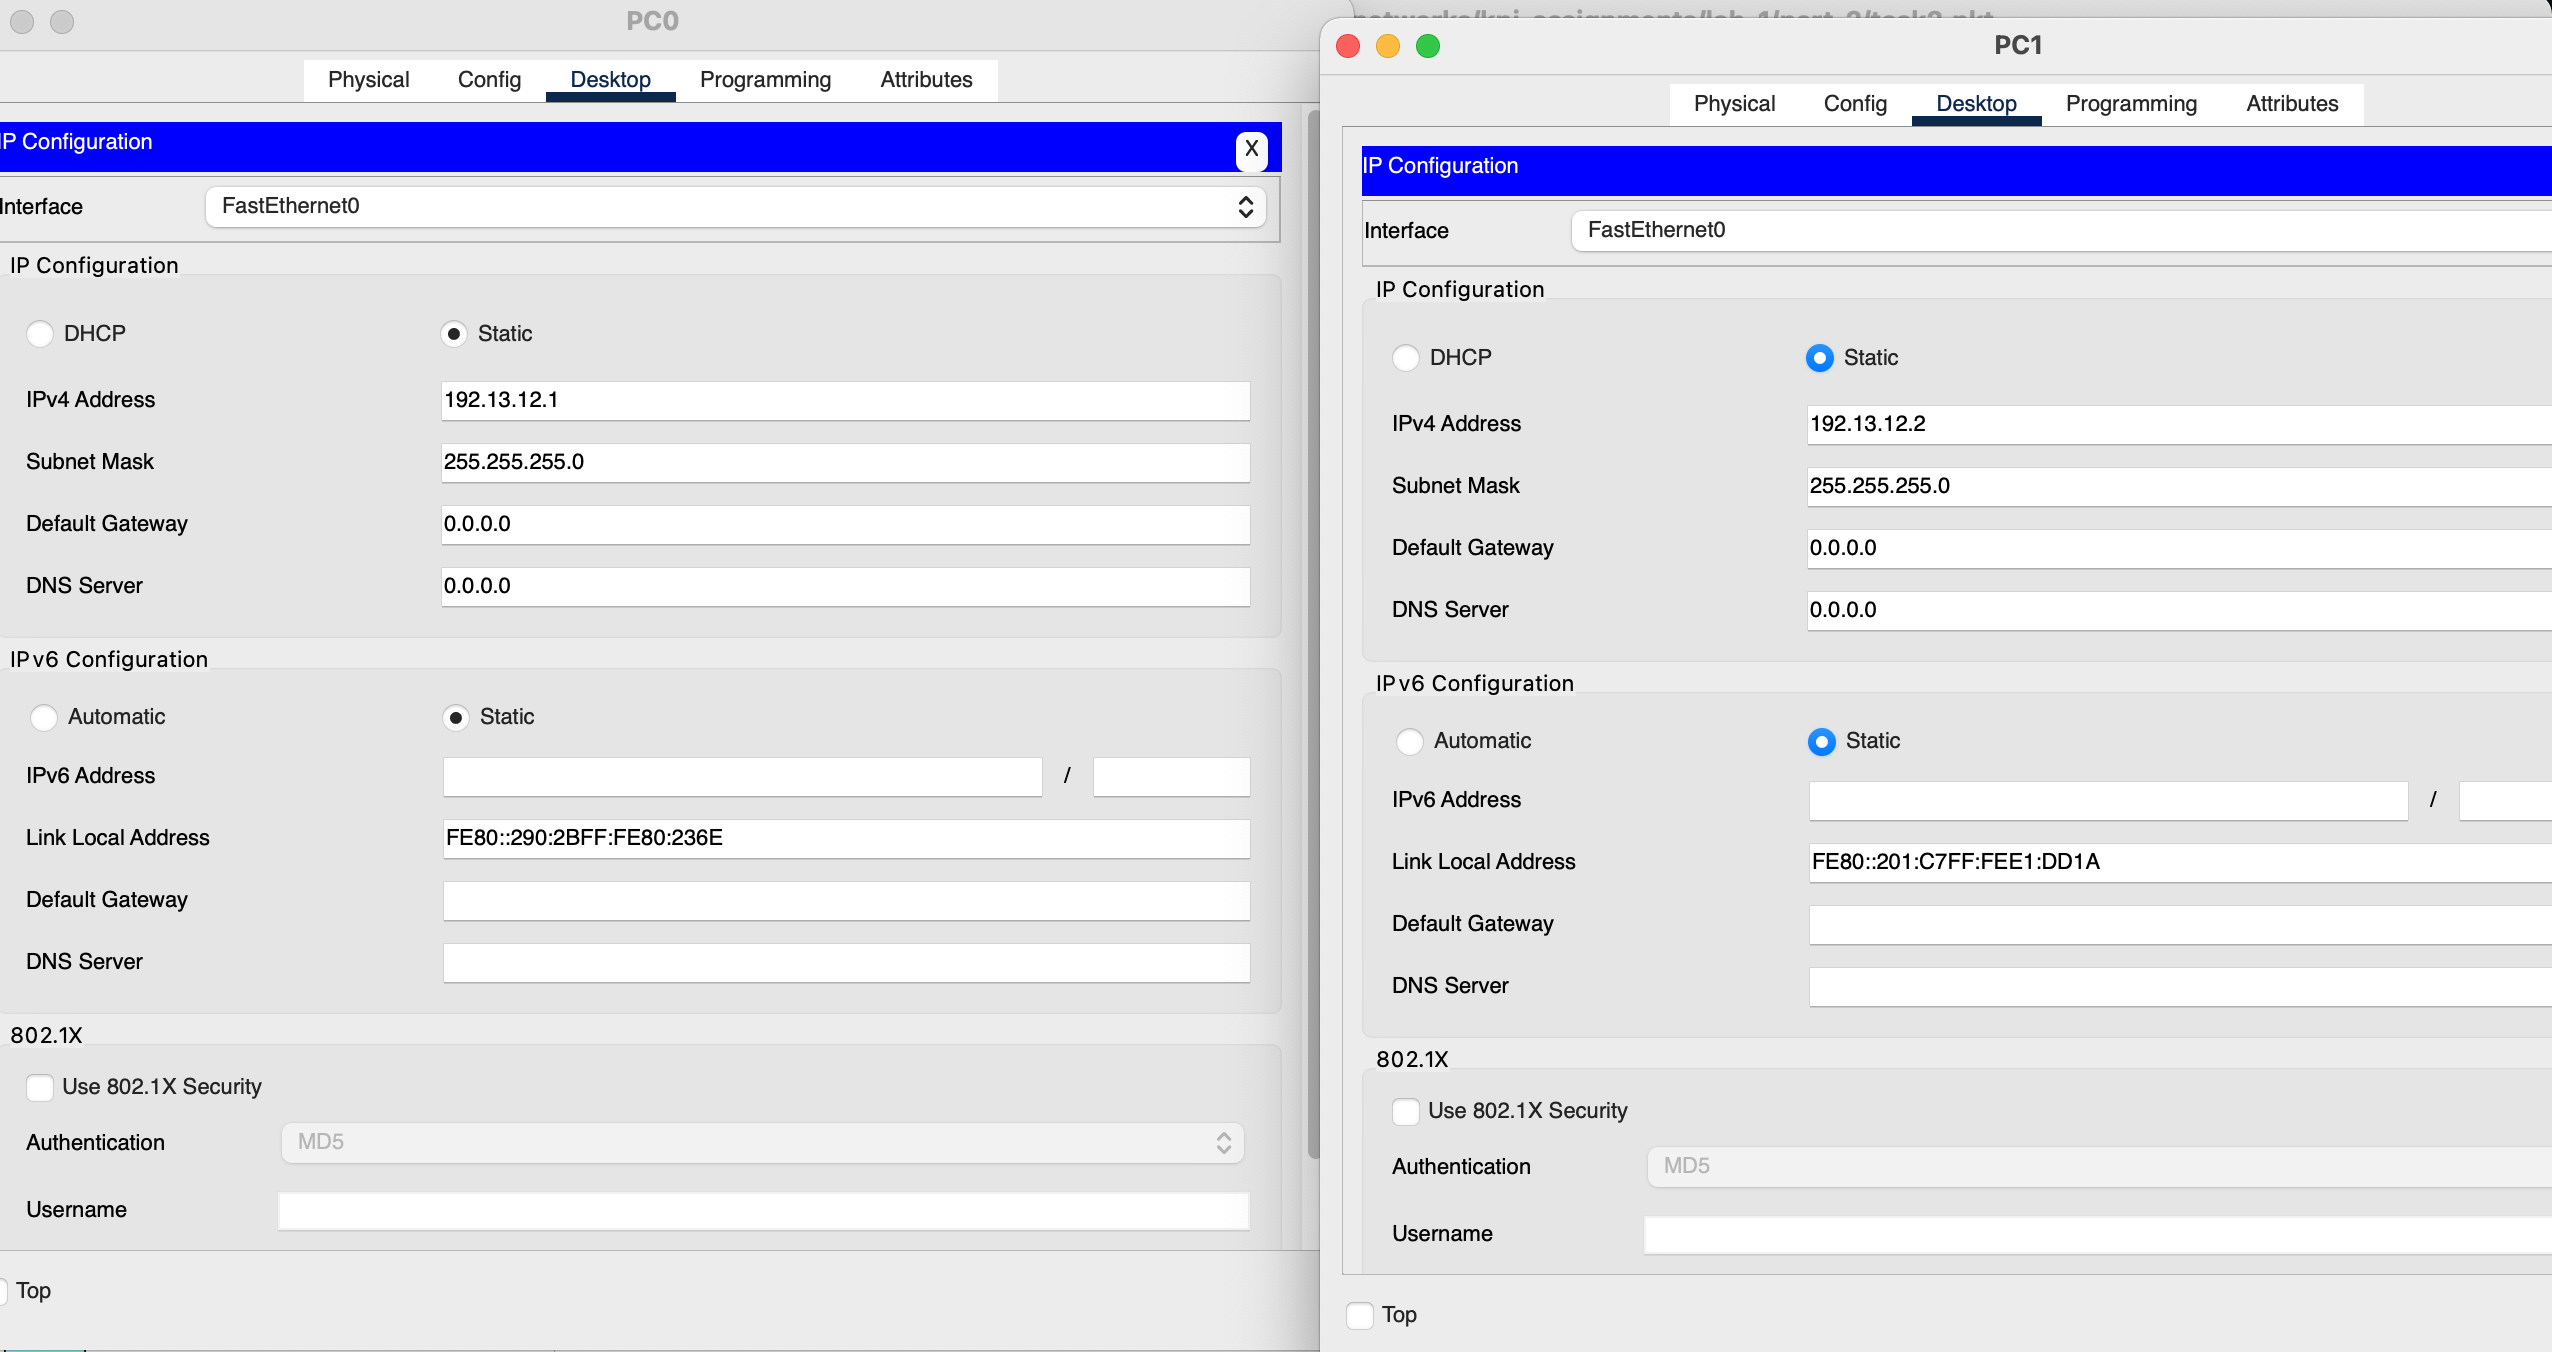 PC0
Physical Config Desktop Programming Attributes
IP Configuration X
Interface FastEthernet0
IP Configuration
DHCP Static
IPv4 Address 192.13.12.1
Subnet Mask 255.255.255.0
Default Gateway 0.0.0.0
DNS Server 0.0.0.0
IPv6 Configuration
Automatic Static
IPv6 Address /
Link Local Address FE80::290:2BFF:FE80:236E
Default Gateway
DNS Server
802.1X
Use 802.1X Security
Authentication MD5
Username
Top
PC1
Physical Config Desktop Programming Attributes
IP Configuration
Interface FastEthernet0
IP Configuration
DHCP Static
IPv4 Address 192.13.12.2
Subnet Mask 255.255.255.0
Default Gateway 0.0.0.0
DNS Server 0.0.0.0
IPv6 Configuration
Automatic Static
IPv6 Address /
Link Local Address FE80::201:C7FF:FEE1:DD1A
Default Gateway
DNS Server
802.1X
Use 802.1X Security
Authentication MD5
Username
Top